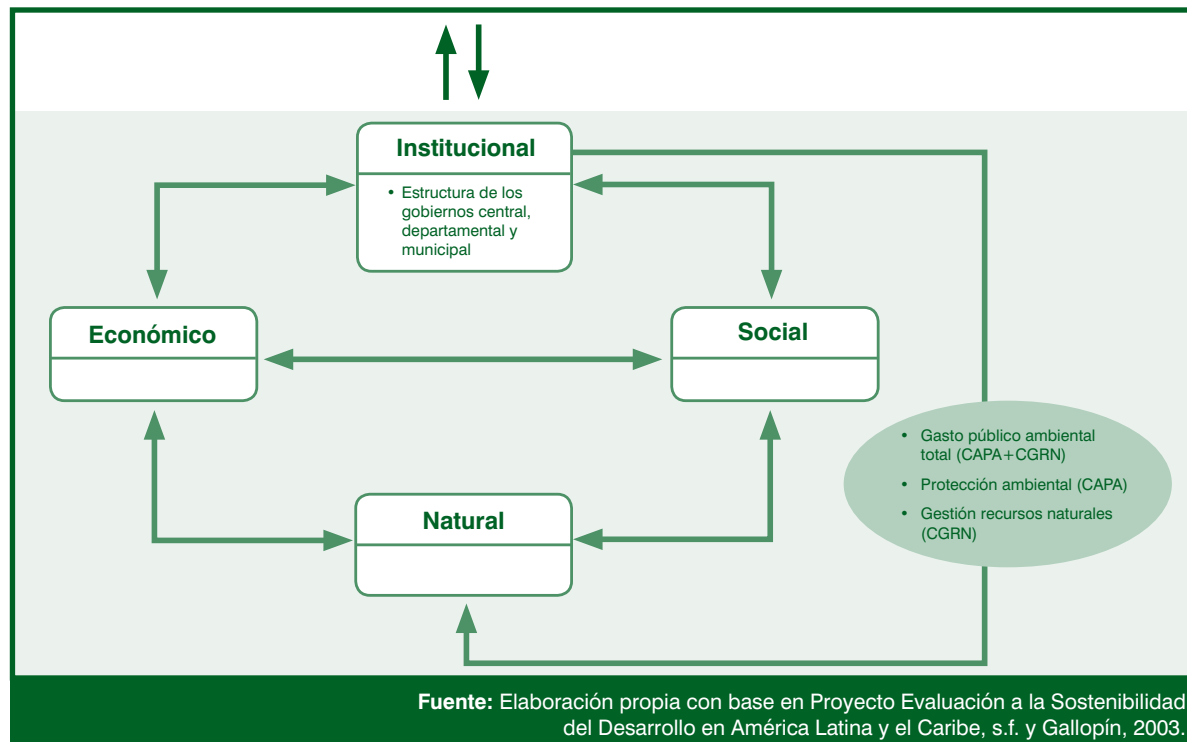 Institucional
• Estructura de los
gobiernos central,
departamental y
municipal
Económico
Social
• Gasto público ambiental
total (CAPA+CGRN)
• Protección ambiental (CAPA)
• Gestión recursos naturales
(CGRN)
Natural
Fuente: Elaboración propia con base en Proyecto Evaluación a la Sostenibilidad
del Desarrollo en América Latina y el Caribe, s.f. y Gallopín, 2003.